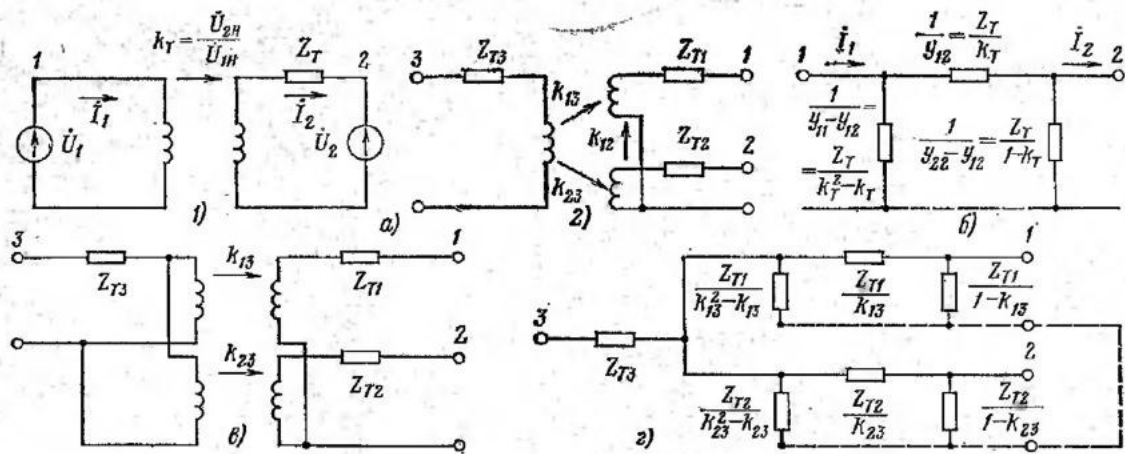 k_T = U̇_2H / U̇_1H
1
Z_T
2
İ_1
İ_2
U̇_1
U̇_2
1)
а)
3
Z_T3
Z_T1
1
k_13
k_12
k_23
Z_T2
2
2)
1/y_12 = Z_T/k_T
1
İ_1
İ_2
2
1/(y_11 − y_12) =
= Z_T/(k_T^2 − k_T)
1/(y_22 − y_12) = Z_T/(1 − k_T)
б)
3
Z_T3
k_13
Z_T1
1
k_23
Z_T2
2
в)
3
Z_T3
Z_T1/(k_13^2 − k_13)
Z_T1/k_13
Z_T1/(1 − k_13)
1
Z_T2/(k_23^2 − k_23)
Z_T2/k_23
Z_T2/(1 − k_23)
2
г)